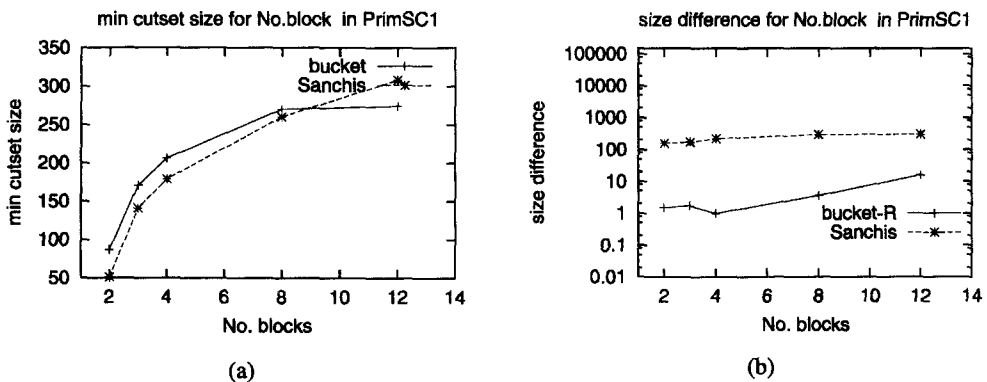 min cutset size for No.block in PrimSC1
350
300
250
200
150
100
50
min cutset size
bucket
Sanchis
2
4
6
8
10
12
14
No. blocks
(a)
size difference for No.block in PrimSC1
100000
10000
1000
100
10
1
0.1
0.01
size difference
bucket-R
Sanchis
2
4
6
8
10
12
14
No. blocks
(b)